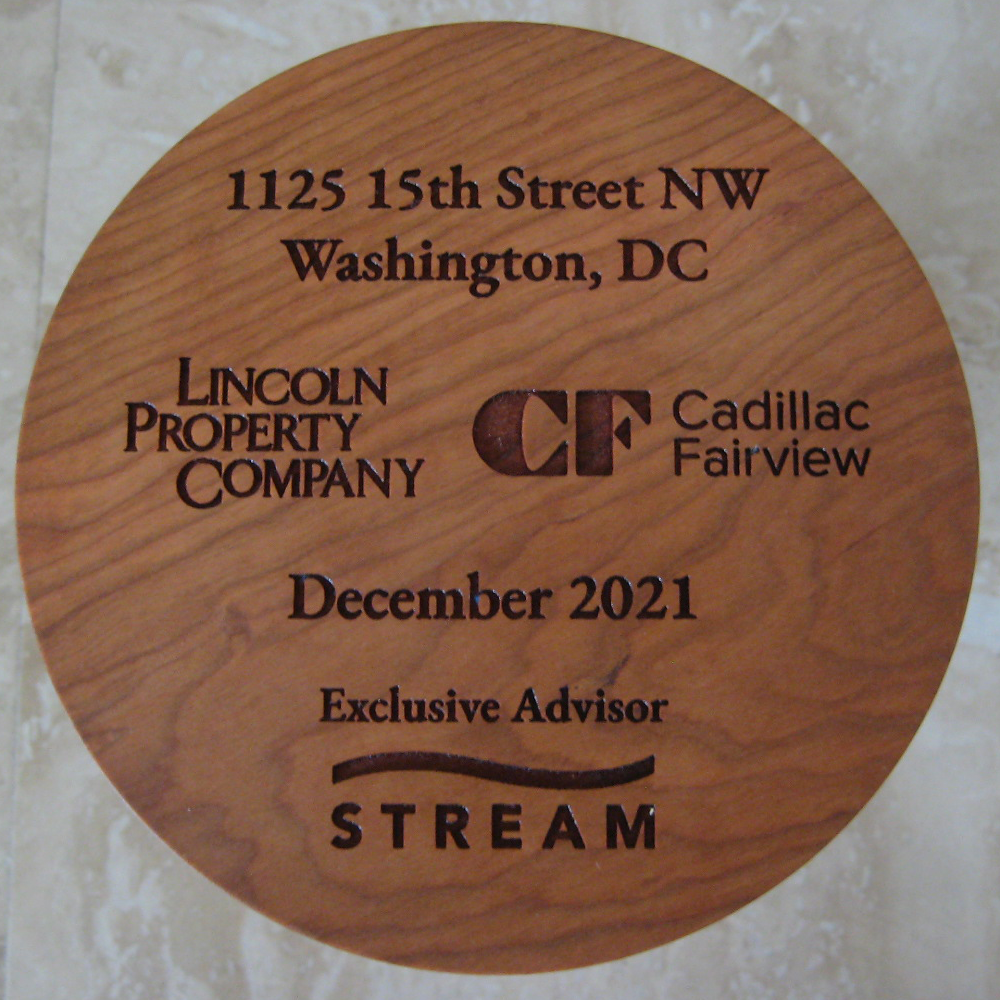 1125 15th Street NW
Washington, DC
LINCOLN
PROPERTY
COMPANY
CF Cadillac
Fairview
December 2021
Exclusive Advisor
STREAM